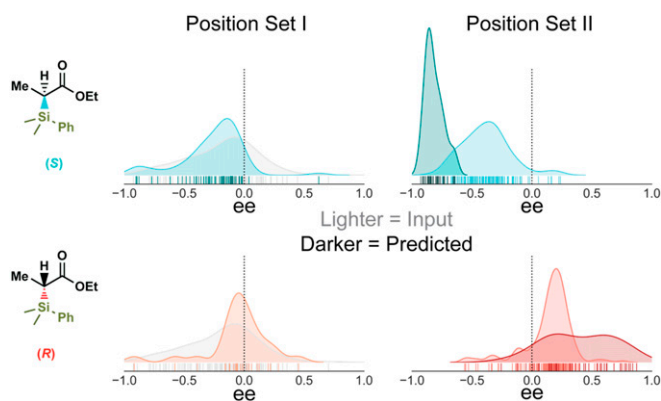 Position Set I
Position Set II
H
Me
O
OEt
Si
Ph
(S)
−1.0 −0.5 0.0 0.5 1.0
ee
−1.0 −0.5 0.0 0.5 1.0
ee
Lighter = Input
Darker = Predicted
H
Me
O
OEt
Si
Ph
(R)
−1.0 −0.5 0.0 0.5 1.0
ee
−1.0 −0.5 0.0 0.5 1.0
ee